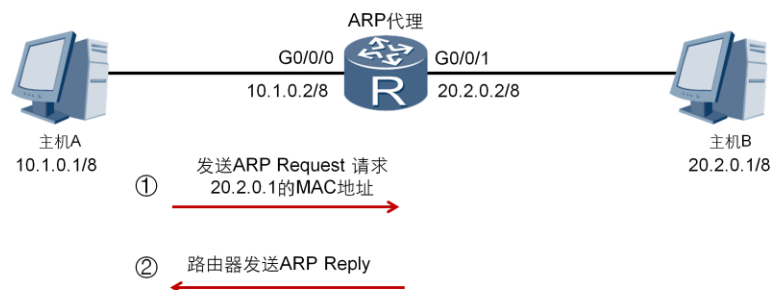 ARP代理
G0/0/0
G0/0/1
R
10.1.0.2/8
20.2.0.2/8
主机A
10.1.0.1/8
主机B
20.2.0.1/8
① 发送ARP Request 请求
20.2.0.1的MAC地址
② 路由器发送ARP Reply